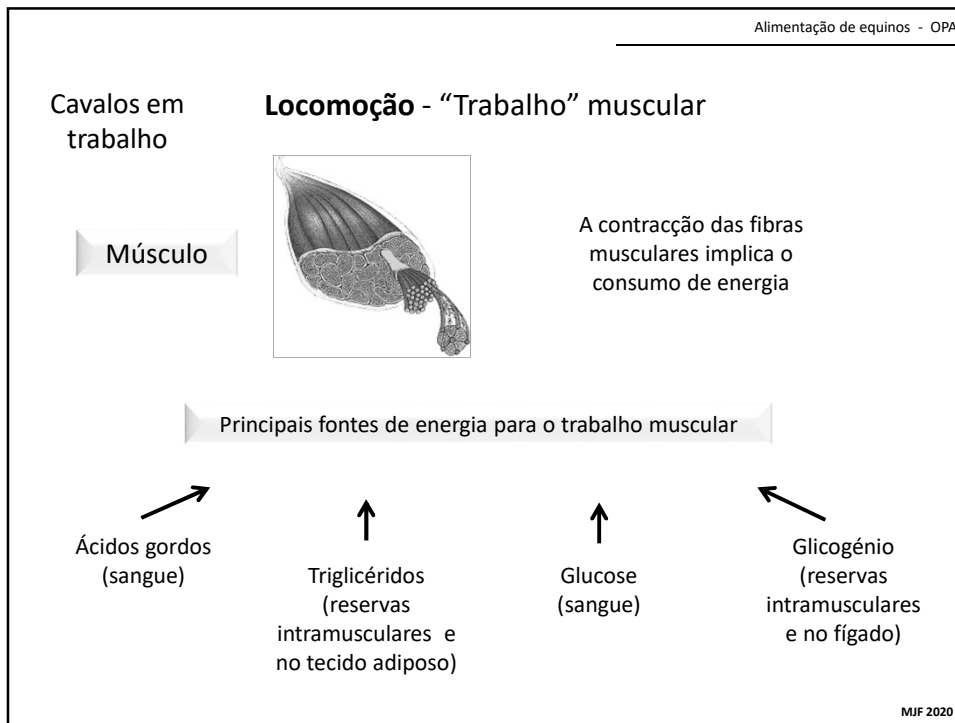 Alimentação de equinos - OPA
Cavalos em
trabalho
Locomoção - “Trabalho” muscular
Músculo
A contracção das fibras
musculares implica o
consumo de energia
Principais fontes de energia para o trabalho muscular
Ácidos gordos
(sangue)
Triglicéridos
(reservas
intramusculares e
no tecido adiposo)
Glucose
(sangue)
Glicogénio
(reservas
intramusculares
e no fígado)
MJF 2020